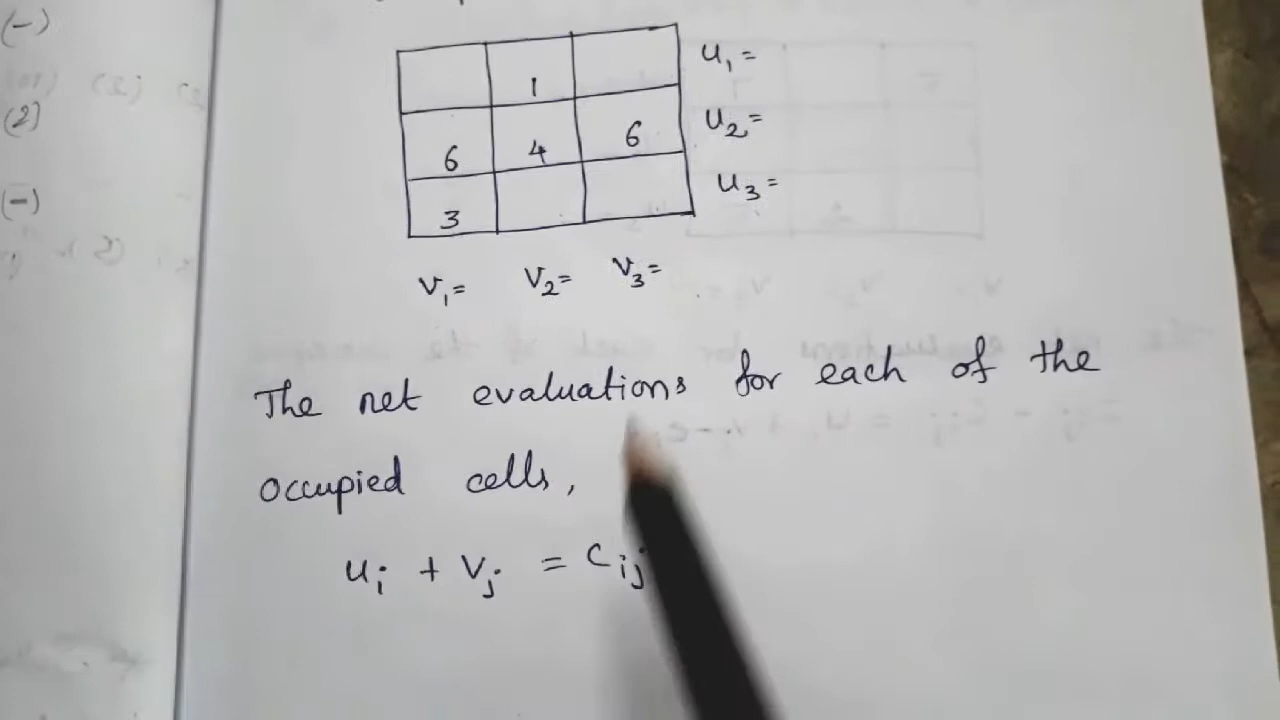 (-)
(2)
(-)
1
u₁ =
6 4 6
u₂ =
3
u₃ =
v₁ = v₂ = v₃ =
The net evaluations for each of the
occupied cells,
uᵢ + vⱼ = cᵢⱼ